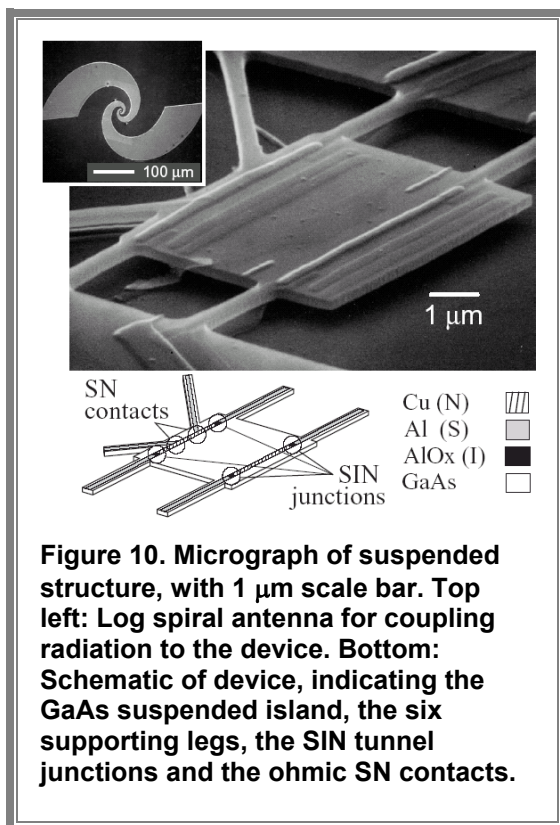 100 μm
1 μm
SN
contacts
SIN
junctions
Cu (N)
Al (S)
AlOx (I)
GaAs
Figure 10. Micrograph of suspended
structure, with 1 μm scale bar. Top
left: Log spiral antenna for coupling
radiation to the device. Bottom:
Schematic of device, indicating the
GaAs suspended island, the six
supporting legs, the SIN tunnel
junctions and the ohmic SN contacts.